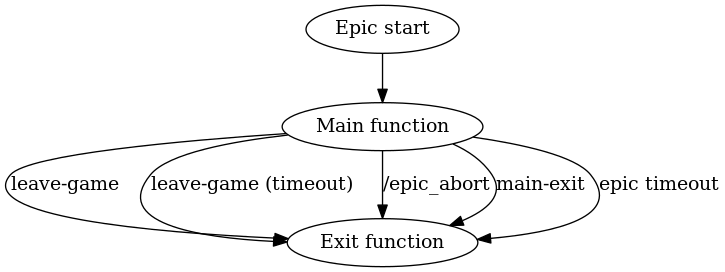 Epic start
Main function
leave-game
leave-game (timeout)
/epic_abort
main-exit
epic timeout
Exit function